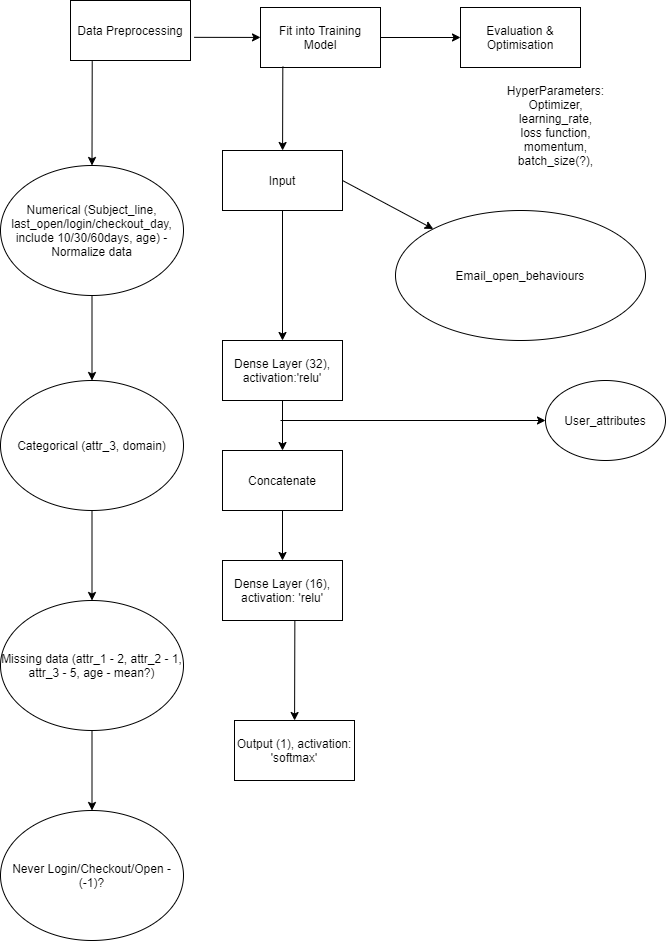 Data Preprocessing
Fit into Training
Model
Evaluation &
Optimisation
HyperParameters:
Optimizer,
learning_rate,
loss function,
momentum,
batch_size(?),
Input
Numerical (Subject_line,
last_open/login/checkout_day,
include 10/30/60days, age) -
Normalize data
Email_open_behaviours
Dense Layer (32),
activation:'relu'
User_attributes
Categorical (attr_3, domain)
Concatenate
Dense Layer (16),
activation: 'relu'
Missing data (attr_1 - 2, attr_2 - 1,
attr_3 - 5, age - mean?)
Output (1), activation:
'softmax'
Never Login/Checkout/Open -
(-1)?